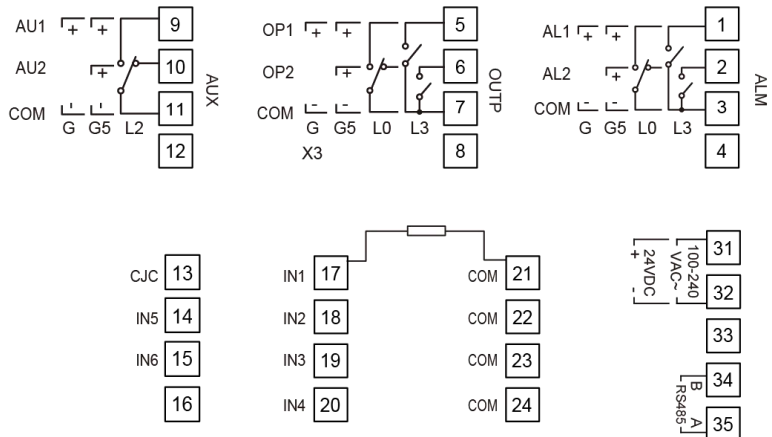 AU1 + + 9
AU2 + 10
COM - - 11
G G5 L2
12
AUX
OP1 + + 5
OP2 + 6
COM - - 7
G G5 L0 L3
X3 8
OUTP
AL1 + + 1
AL2 + 2
COM - - 3
G G5 L0 L3
4
ALM
CJC 13
IN5 14
IN6 15
16
IN1 17
IN2 18
IN3 19
IN4 20
COM 21
COM 22
COM 23
COM 24
+ 24VDC -
100-240
VAC~
31
32
33
34
35
B A
RS485